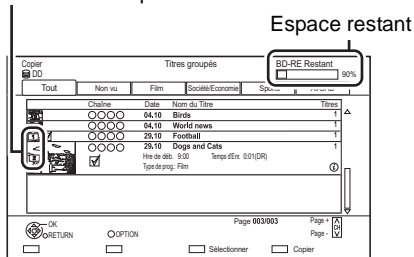 Espace restant
Copier
DD
Titres groupés
BD-RE Restant
90%
Tout Non vu Film Société/Economie
Chaîne Date Nom du Titre Titres
04,10 Birds 1
04,10 World news 1
29.10 Football 1
29.10 Dogs and Cats 1
Hre de déb. 9:00 Temps d'Enr. 0:01(DR)
Type de prog.: Film
OK
RETURN OPTION
Page 003/003
Page +
CH
Page -
Sélectionner Copier